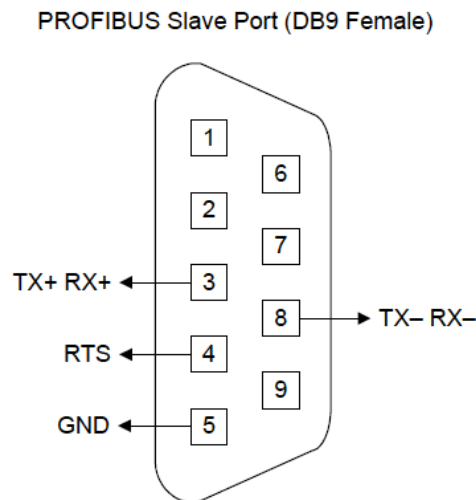 PROFIBUS Slave Port (DB9 Female)
1
6
2
7
TX+ RX+
3
8
TX– RX–
RTS
4
9
GND
5